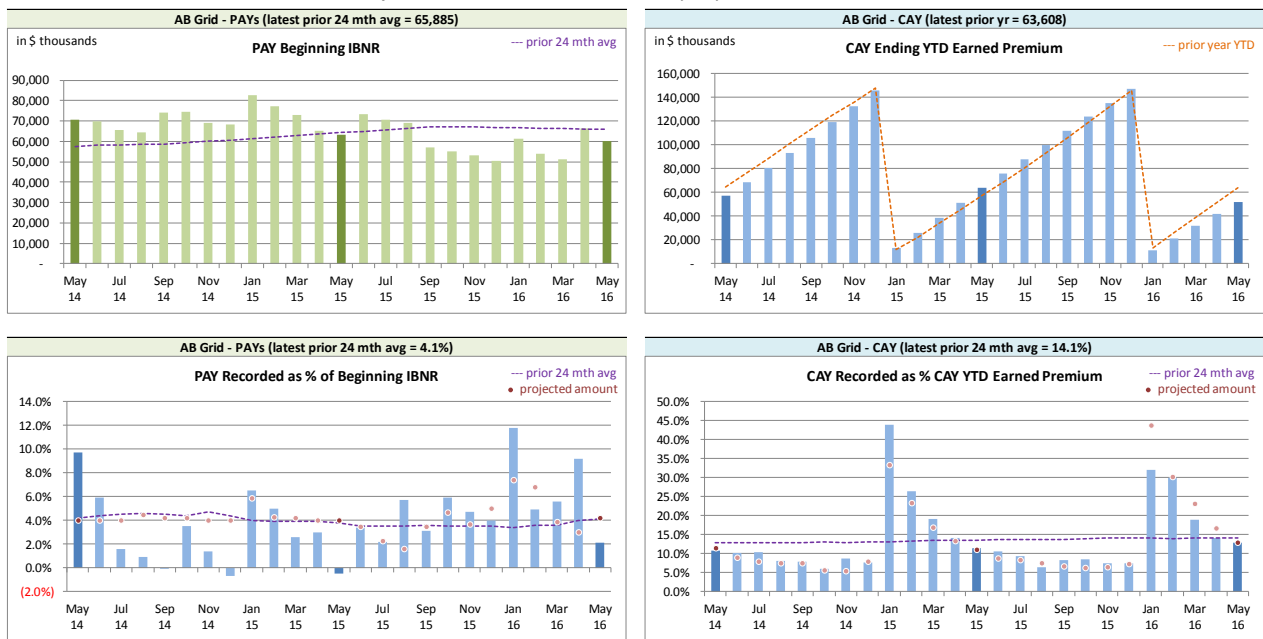 AB Grid - PAYs (latest prior 24 mth avg = 65,885)
in $ thousands
PAY Beginning IBNR
--- prior 24 mth avg
90,000
80,000
70,000
60,000
50,000
40,000
30,000
20,000
10,000
-
May Jul Sep Nov Jan Mar May Jul Sep Nov Jan Mar May
14 14 14 14 15 15 15 15 15 15 16 16 16
AB Grid - CAY (latest prior yr = 63,608)
in $ thousands
CAY Ending YTD Earned Premium
--- prior year YTD
160,000
140,000
120,000
100,000
80,000
60,000
40,000
20,000
-
May Jul Sep Nov Jan Mar May Jul Sep Nov Jan Mar May
14 14 14 14 15 15 15 15 15 15 16 16 16
AB Grid - PAYs (latest prior 24 mth avg = 4.1%)
PAY Recorded as % of Beginning IBNR
--- prior 24 mth avg
• projected amount
14.0%
12.0%
10.0%
8.0%
6.0%
4.0%
2.0%
0.0%
(2.0%)
May Jul Sep Nov Jan Mar May Jul Sep Nov Jan Mar May
14 14 14 14 15 15 15 15 15 15 16 16 16
AB Grid - CAY (latest prior 24 mth avg = 14.1%)
CAY Recorded as % CAY YTD Earned Premium
--- prior 24 mth avg
• projected amount
50.0%
45.0%
40.0%
35.0%
30.0%
25.0%
20.0%
15.0%
10.0%
5.0%
0.0%
May Jul Sep Nov Jan Mar May Jul Sep Nov Jan Mar May
14 14 14 14 15 15 15 15 15 15 16 16 16